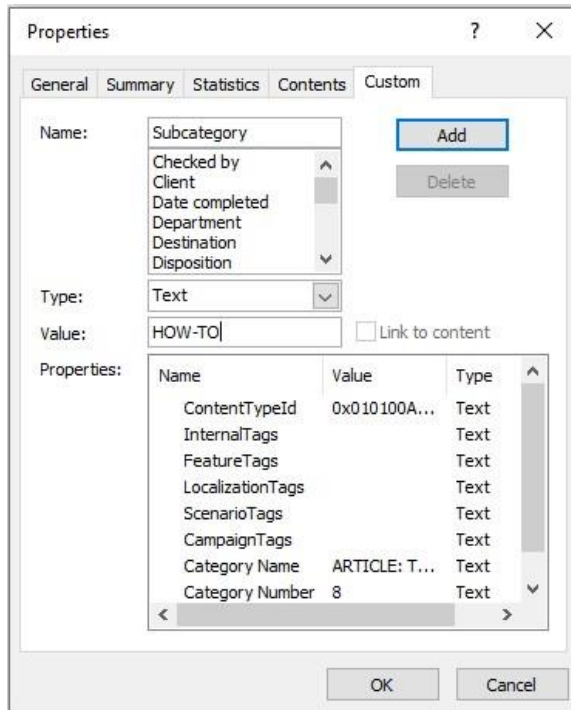 Properties ? X
General Summary Statistics Contents Custom
Name: Subcategory Add
Checked by
Client Delete
Date completed
Department
Destination
Disposition
Type: Text
Value: HOW-TO Link to content
Properties: Name Value Type
ContentTypeId 0x010100A... Text
InternalTags Text
FeatureTags Text
LocalizationTags Text
ScenarioTags Text
CampaignTags Text
Category Name ARTICLE: T... Text
Category Number 8 Text
OK Cancel